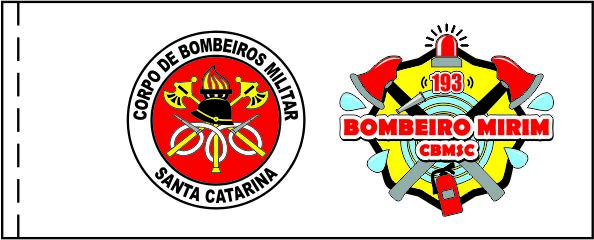 CORPO DE BOMBEIROS MILITAR
SANTA CATARINA
193
BOMBEIRO MIRIM
CBMSC